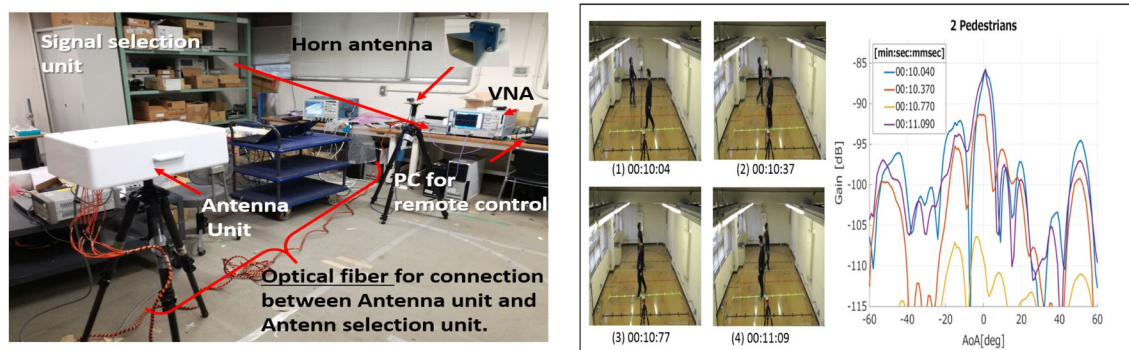 Signal selection
unit
Horn antenna
VNA
Antenna
Unit
PC for
remote control
Optical fiber for connection
between Antenna unit and
Antenn selection unit.
(1) 00:10:04
(2) 00:10:37
(3) 00:10:77
(4) 00:11:09
2 Pedestrians
[min:sec:mmsec]
00:10.040
00:10.370
00:10.770
00:11.090
Gain [dB]
-85
-90
-95
-100
-105
-110
-115
-60
-40
-20
0
20
40
60
AoA[deg]